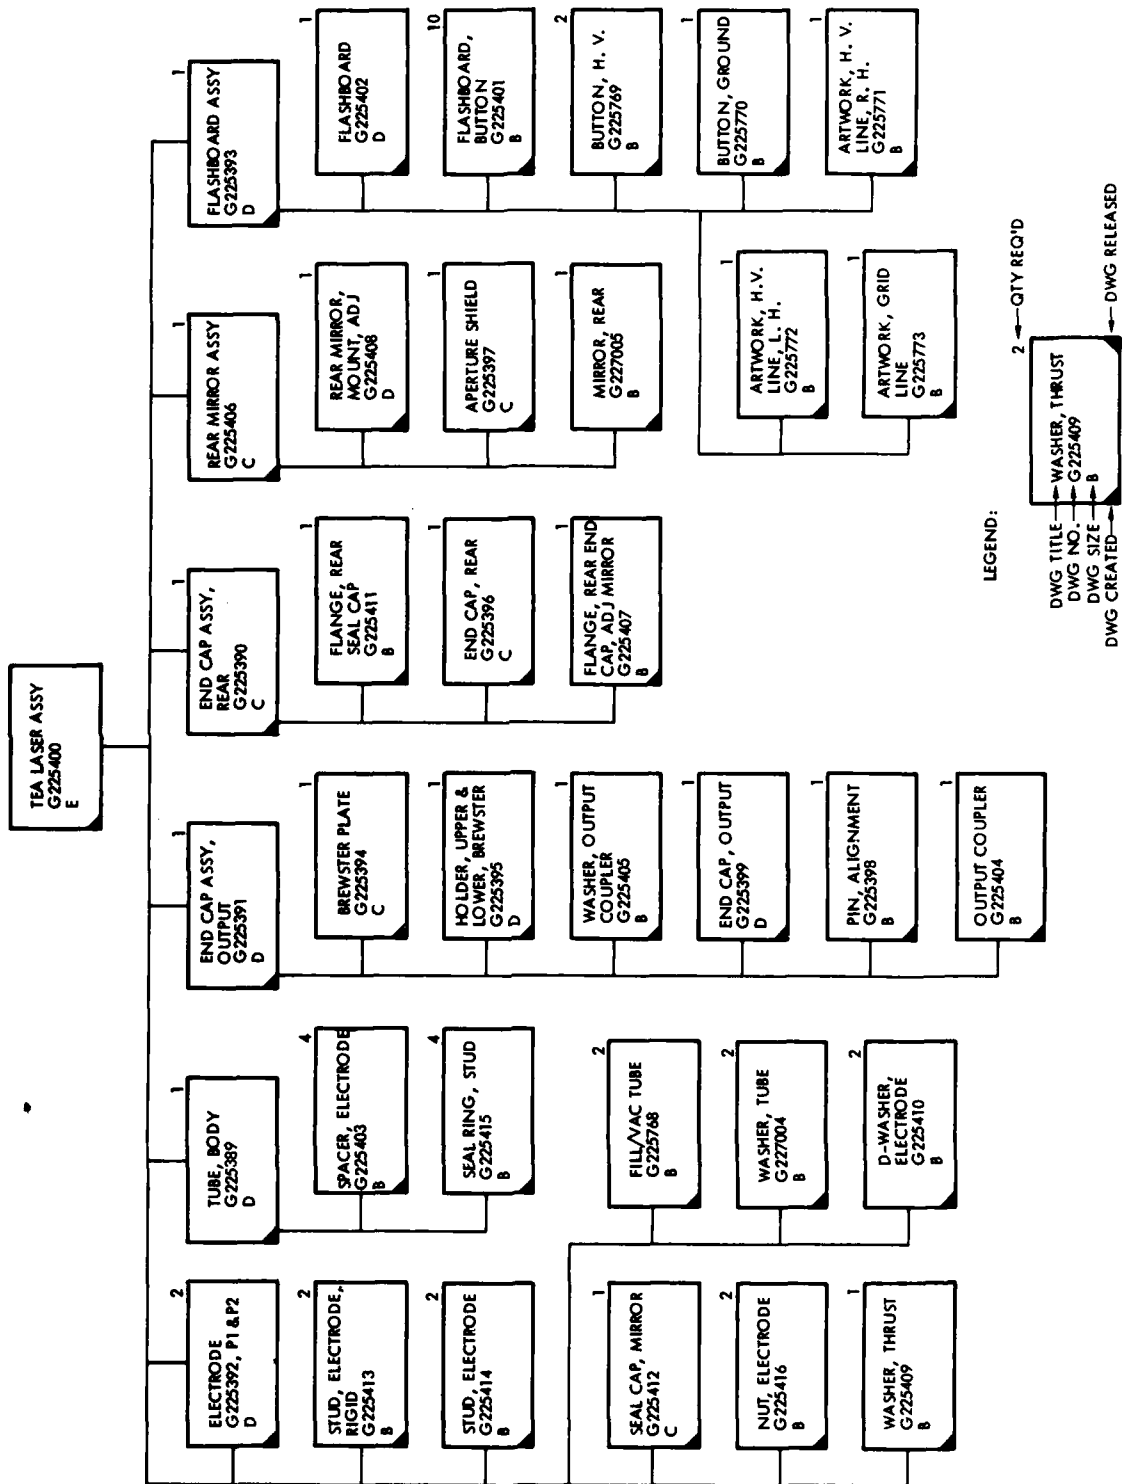 TEA LASER ASSY
G225400
E
2
ELECTRODE
G225392, P1 & P2
D
2
STUD, ELECTRODE,
RIGID
G225413
B
2
STUD, ELECTRODE
G225414
B
1
SEAL CAP, MIRROR
G225412
C
2
NUT, ELECTRODE
G225416
B
1
WASHER, THRUST
G225409
B
2
FILL/VAC TUBE
G225768
B
2
WASHER, TUBE
G227004
B
2
D-WASHER,
ELECTRODE,
G225410
B
1
TUBE, BODY
G225389
D
4
SPACER, ELECTRODE
G225403
B
4
SEAL RING, STUD
G225415
B
1
END CAP ASSY,
OUTPUT
G225391
D
1
BREWSTER PLATE
G225394
C
1
HOLDER, UPPER &
LOWER, BREWSTER
G225395
D
1
WASHER, OUTPUT
COUPLER
G225405
B
1
END CAP, OUTPUT
G225399
D
1
PIN, ALIGNMENT
G225398
B
1
OUTPUT COUPLER
G225404
B
1
END CAP ASSY,
REAR
G225390
C
1
FLANGE, REAR
SEAL CAP
G225411
B
1
END CAP, REAR
G225396
C
1
FLANGE, REAR END
CAP, ADJ MIRROR
G225407
B
1
REAR MIRROR ASSY
G225406
C
1
REAR MIRROR,
MOUNT, ADJ
G225408
D
1
APERTURE SHIELD
G225397
C
1
MIRROR, REAR
G227005
B
1
FLASHBOARD ASSY
G225393
D
1
FLASHBOARD
G225402
D
10
FLASHBOARD,
BUTTON
G225401
B
2
BUTTON, H. V.
G225769
B
1
BUTTON, GROUND
G225770
B
1
ARTWORK, H. V.
LINE, R. H.
G225771
B
1
ARTWORK, H.V.
LINE, L. H.
G225772
B
1
ARTWORK, GRID
LINE
G225773
B
LEGEND:
2 QTY REQ'D
DWG TITLE WASHER, THRUST
DWG NO. G225409
DWG SIZE B
DWG CREATED DWG RELEASED